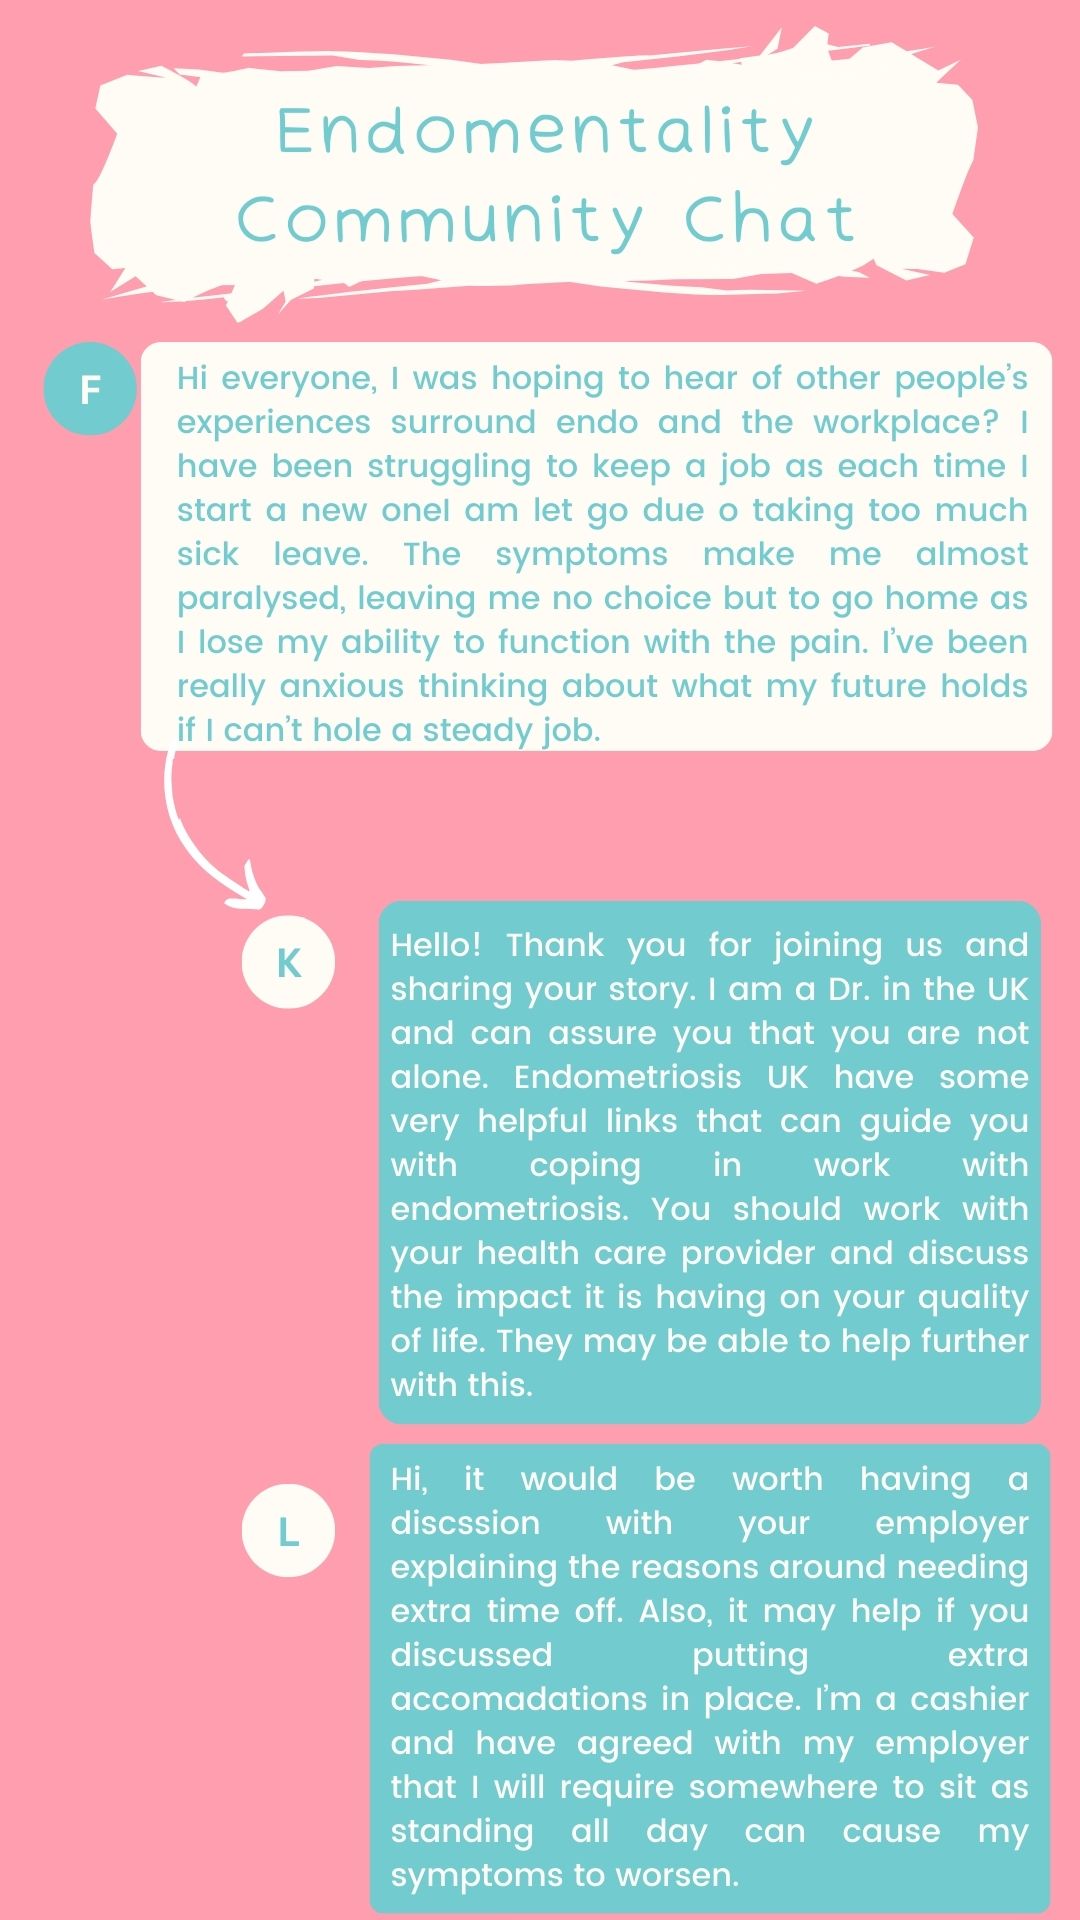 Endomentality
Community Chat
F
Hi everyone, I was hoping to hear of other people’s
experiences surround endo and the workplace? I
have been struggling to keep a job as each time I
start a new oneI am let go due o taking too much
sick leave. The symptoms make me almost
paralysed, leaving me no choice but to go home as
I lose my ability to function with the pain. I’ve been
really anxious thinking about what my future holds
if I can’t hole a steady job.
K
Hello! Thank you for joining us and
sharing your story. I am a Dr. in the UK
and can assure you that you are not
alone. Endometriosis UK have some
very helpful links that can guide you
with coping in work with
endometriosis. You should work with
your health care provider and discuss
the impact it is having on your quality
of life. They may be able to help further
with this.
L
Hi, it would be worth having a
discssion with your employer
explaining the reasons around needing
extra time off. Also, it may help if you
discussed putting extra
accomadations in place. I’m a cashier
and have agreed with my employer
that I will require somewhere to sit as
standing all day can cause my
symptoms to worsen.